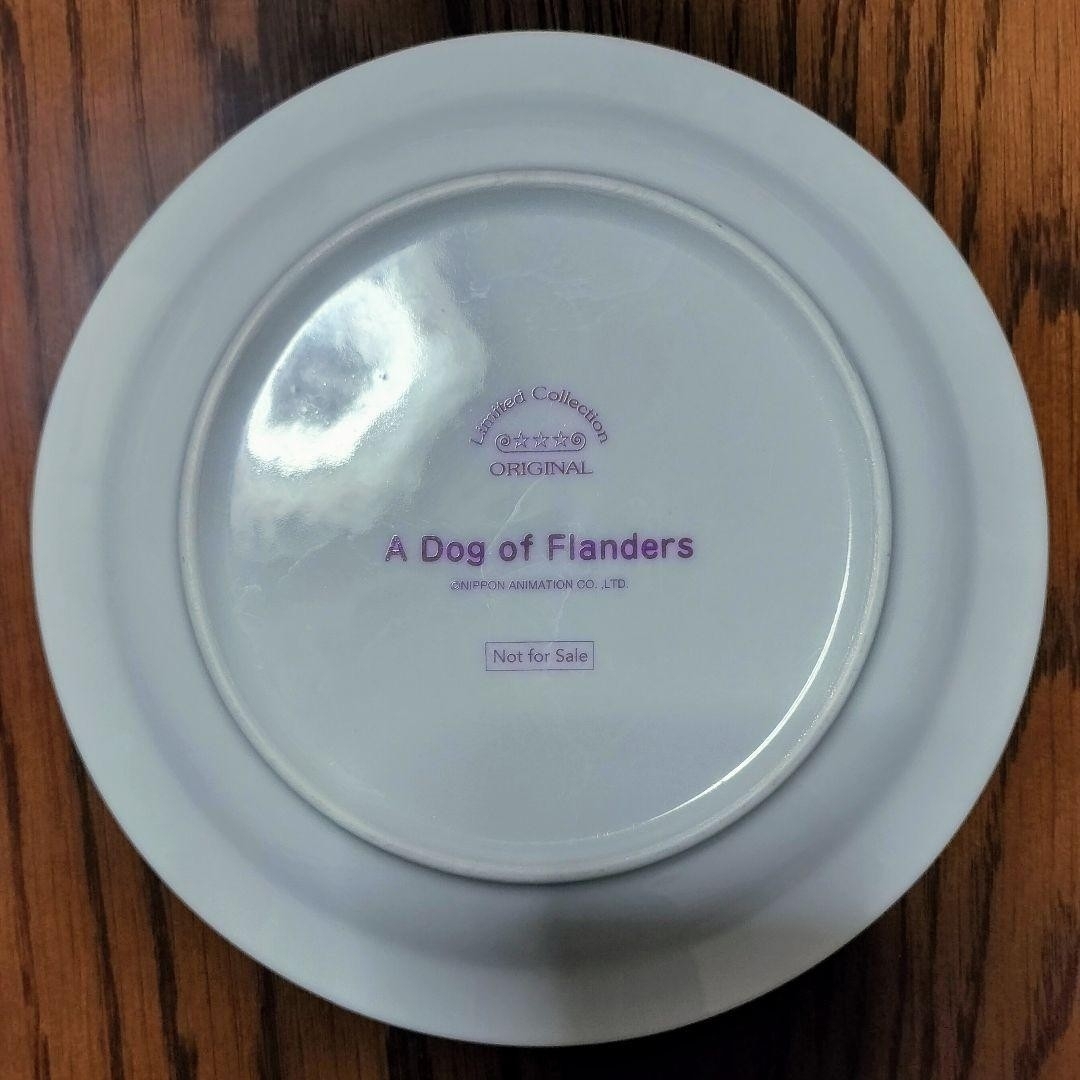 Limited Collection
ORIGINAL
A Dog of Flanders
©NIPPON ANIMATION CO.,LTD.
Not for Sale